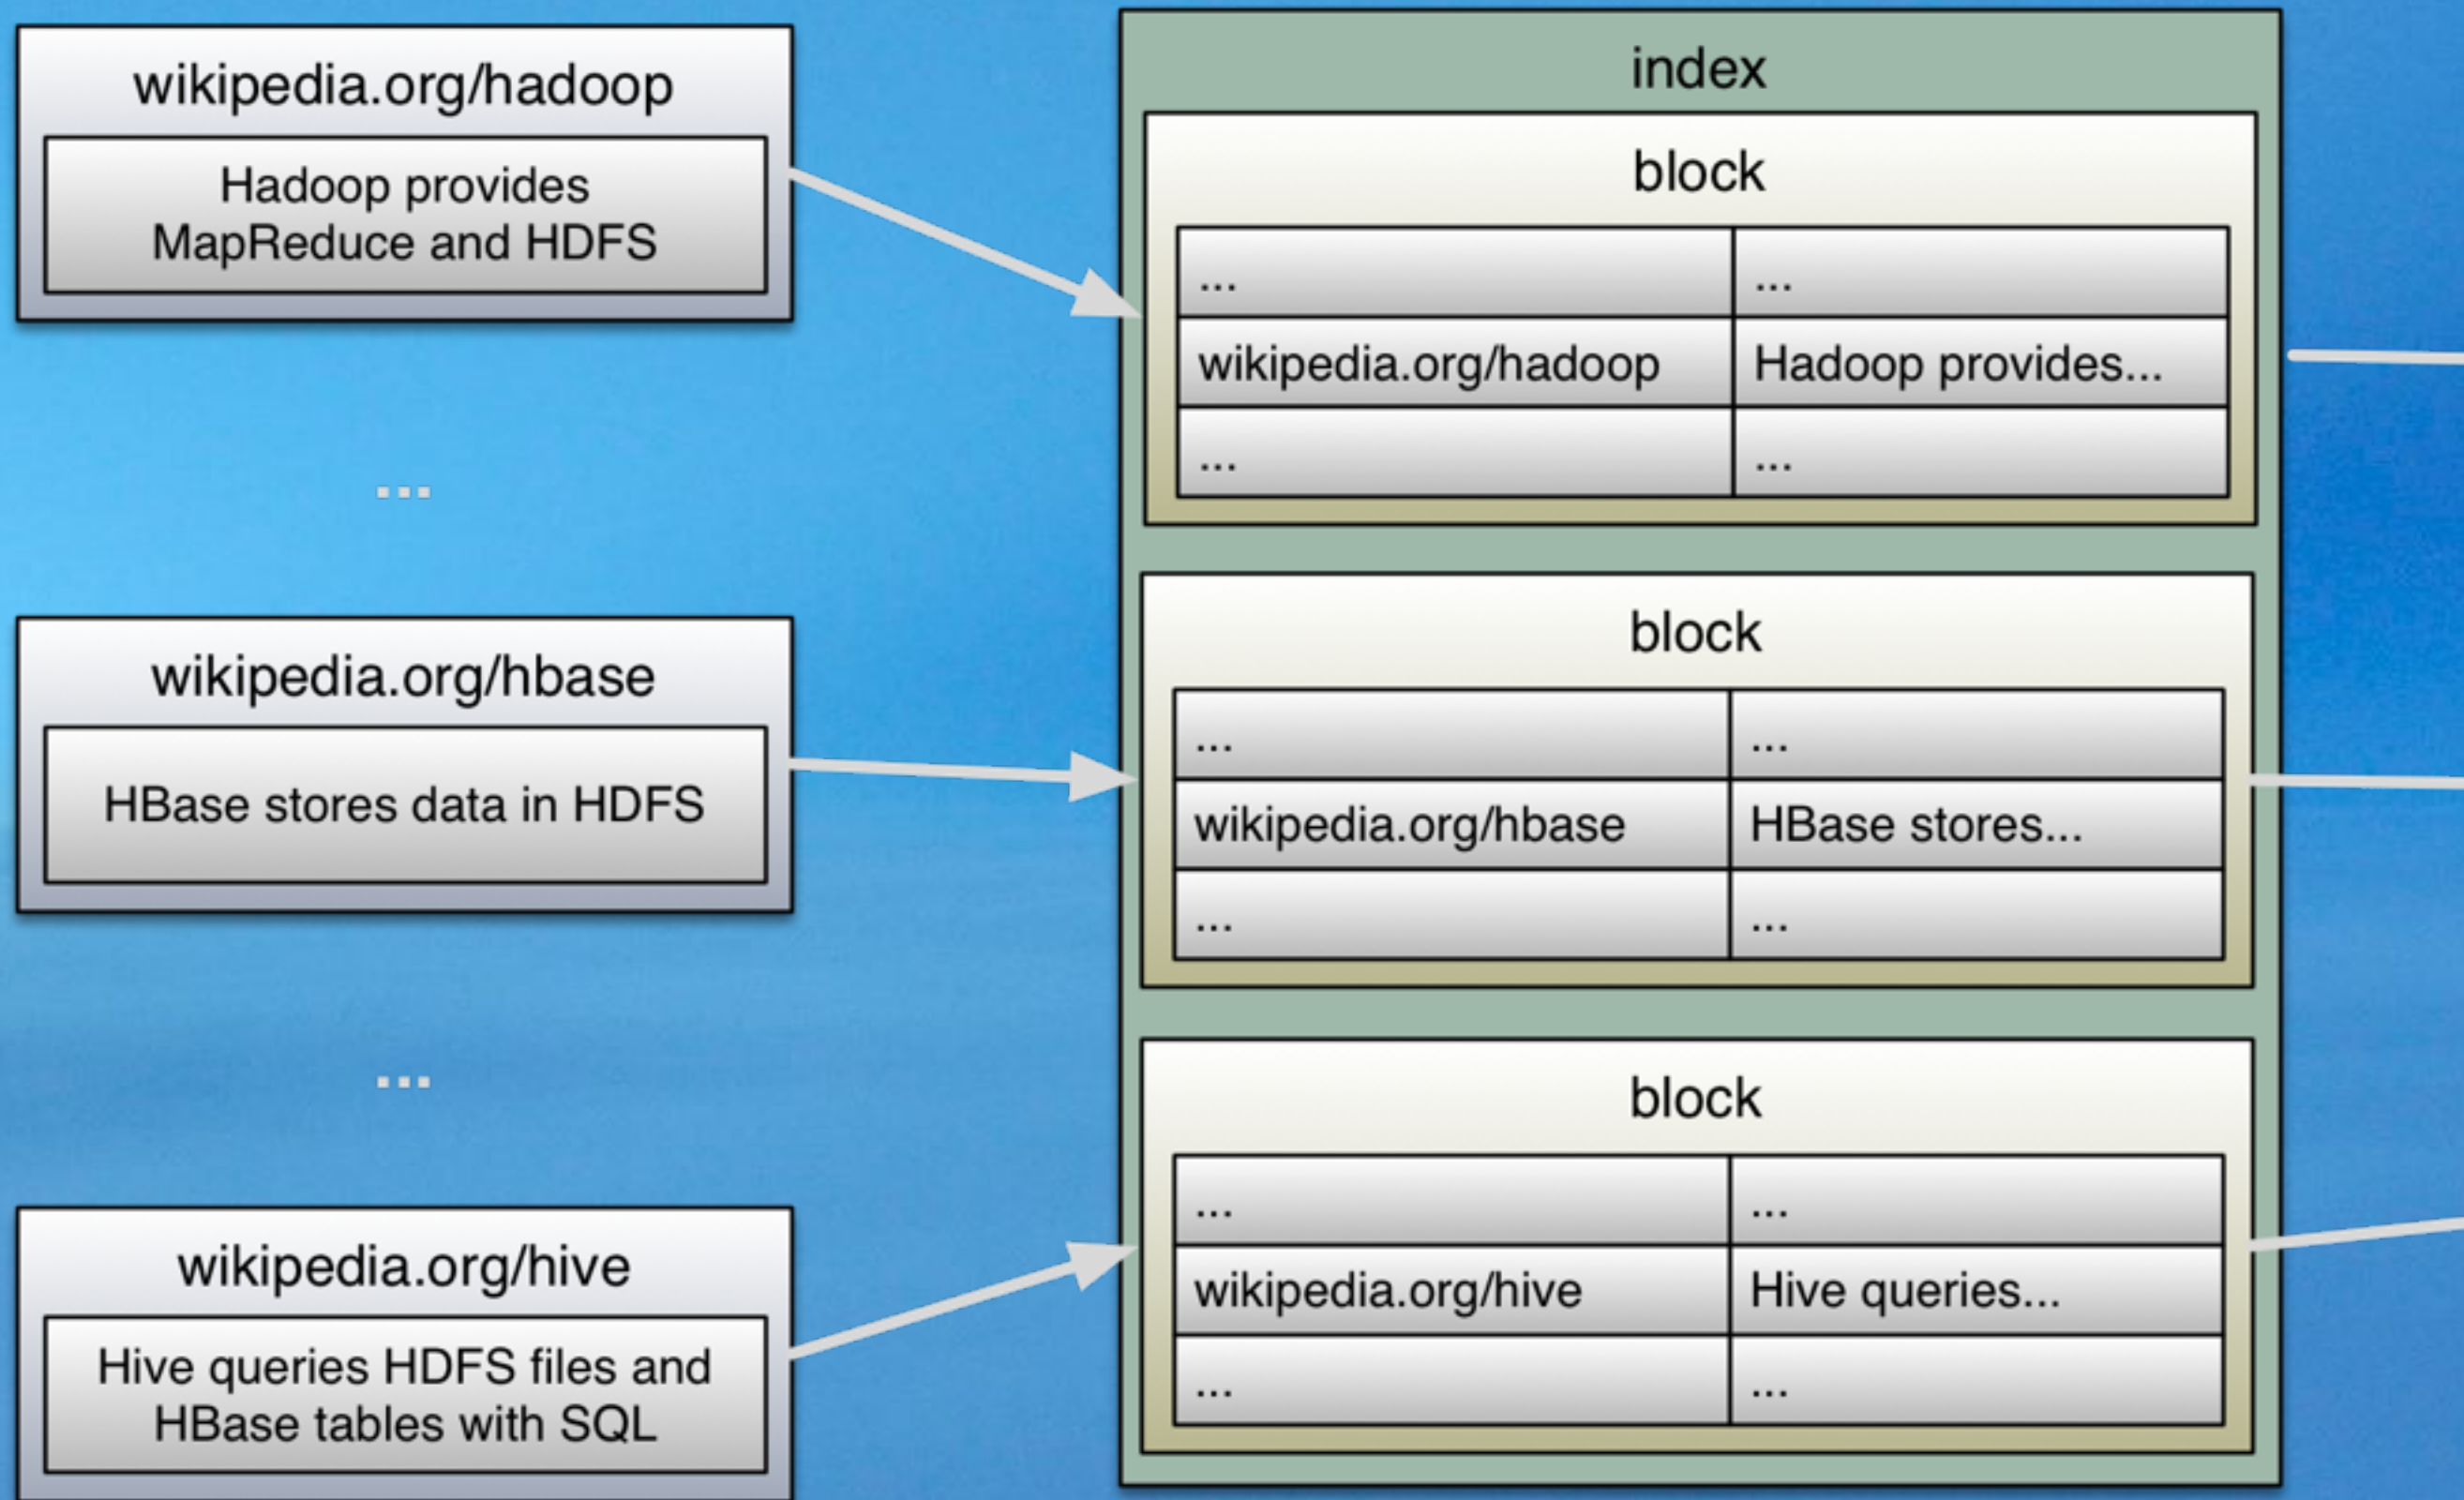 wikipedia.org/hadoop
Hadoop provides
MapReduce and HDFS
...
wikipedia.org/hbase
HBase stores data in HDFS
...
wikipedia.org/hive
Hive queries HDFS files and
HBase tables with SQL
index
block
... ...
wikipedia.org/hadoop Hadoop provides...
... ...
block
... ...
wikipedia.org/hbase HBase stores...
... ...
block
... ...
wikipedia.org/hive Hive queries...
... ...